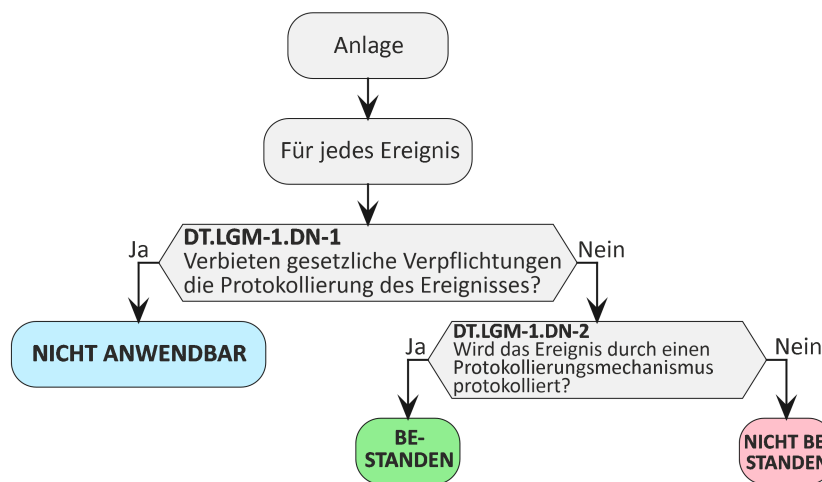 Anlage
Für jedes Ereignis
DT.LGM-1.DN-1
Verbieten gesetzliche Verpflichtungen
die Protokollierung des Ereignisses?
Ja
Nein
NICHT ANWENDBAR
DT.LGM-1.DN-2
Wird das Ereignis durch einen
Protokollierungsmechanismus
protokolliert?
Ja
Nein
BE-
STANDEN
NICHT BE
STANDEN